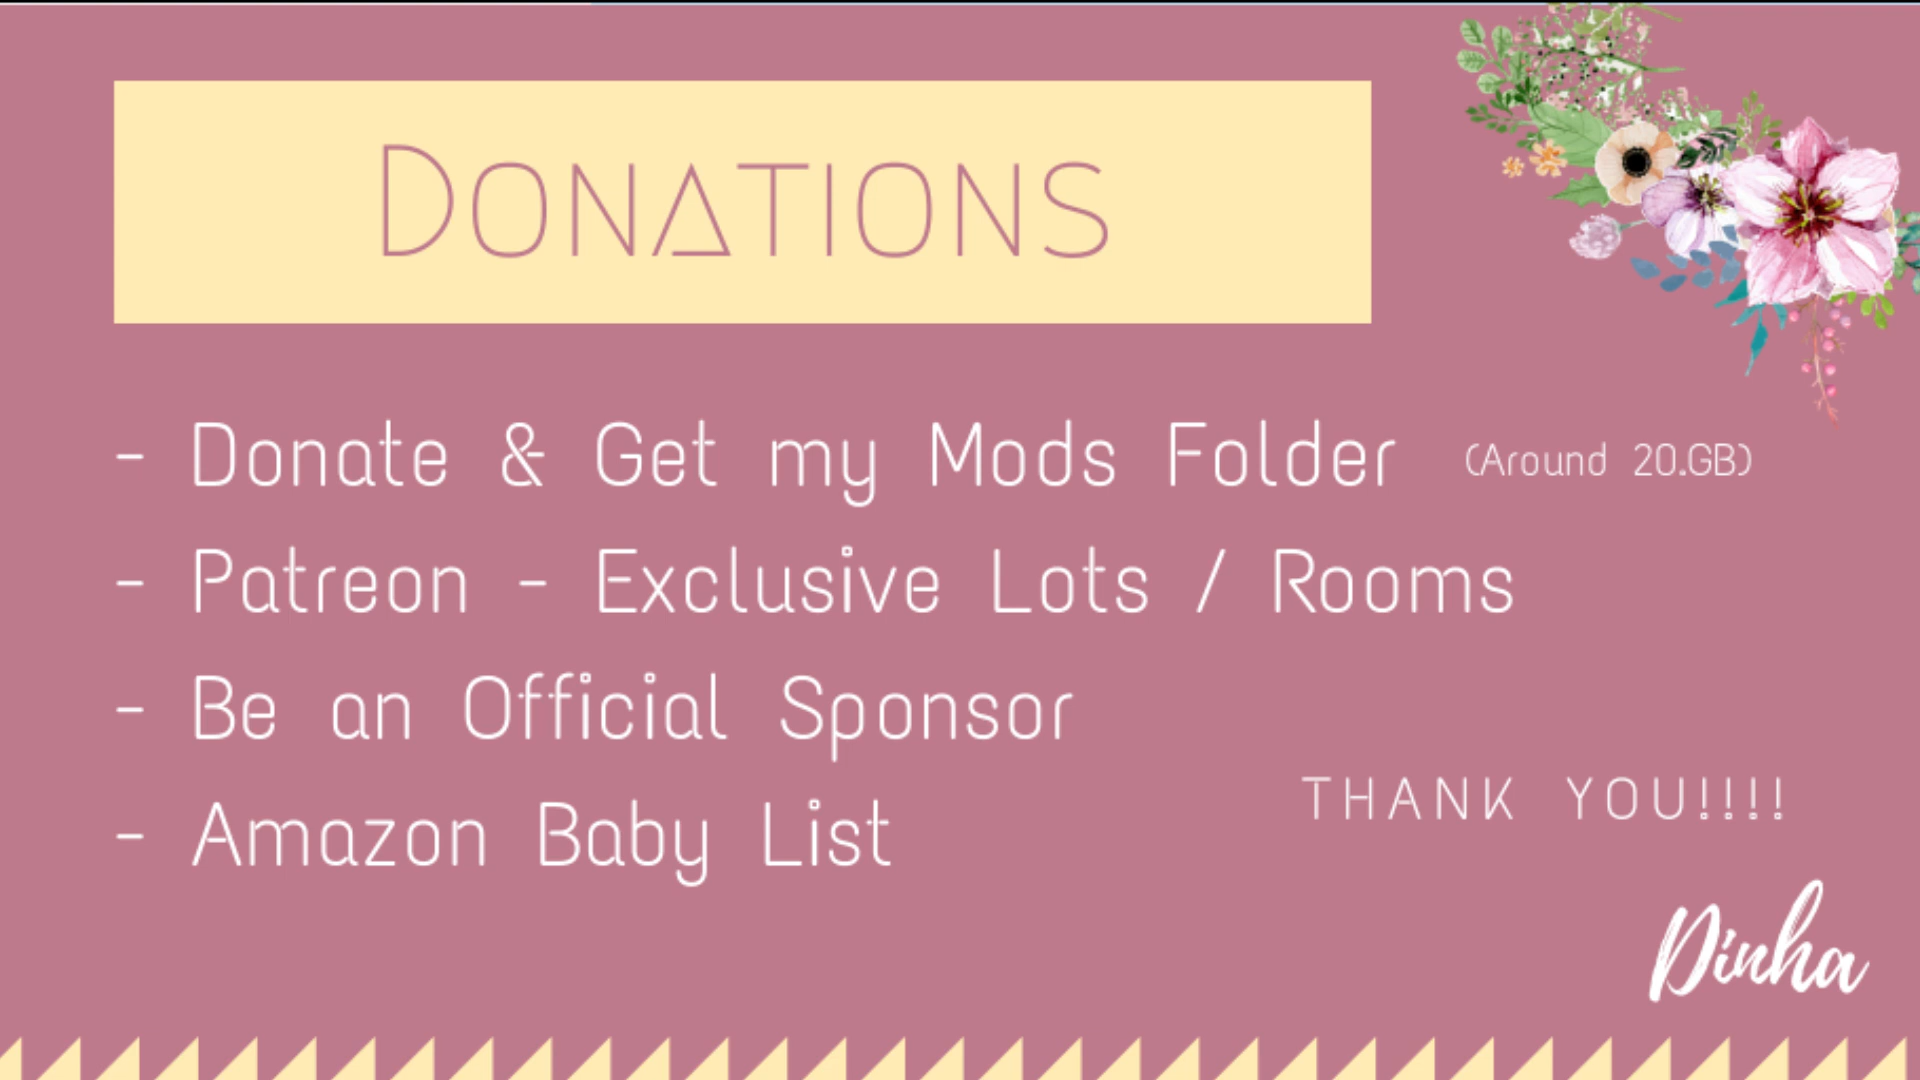 DONATIONS
- Donate & Get my Mods Folder (Around 20.GB)
- Patreon - Exclusive Lots / Rooms
- Be an Official Sponsor
- Amazon Baby List
THANK YOU!!!!
Dinha